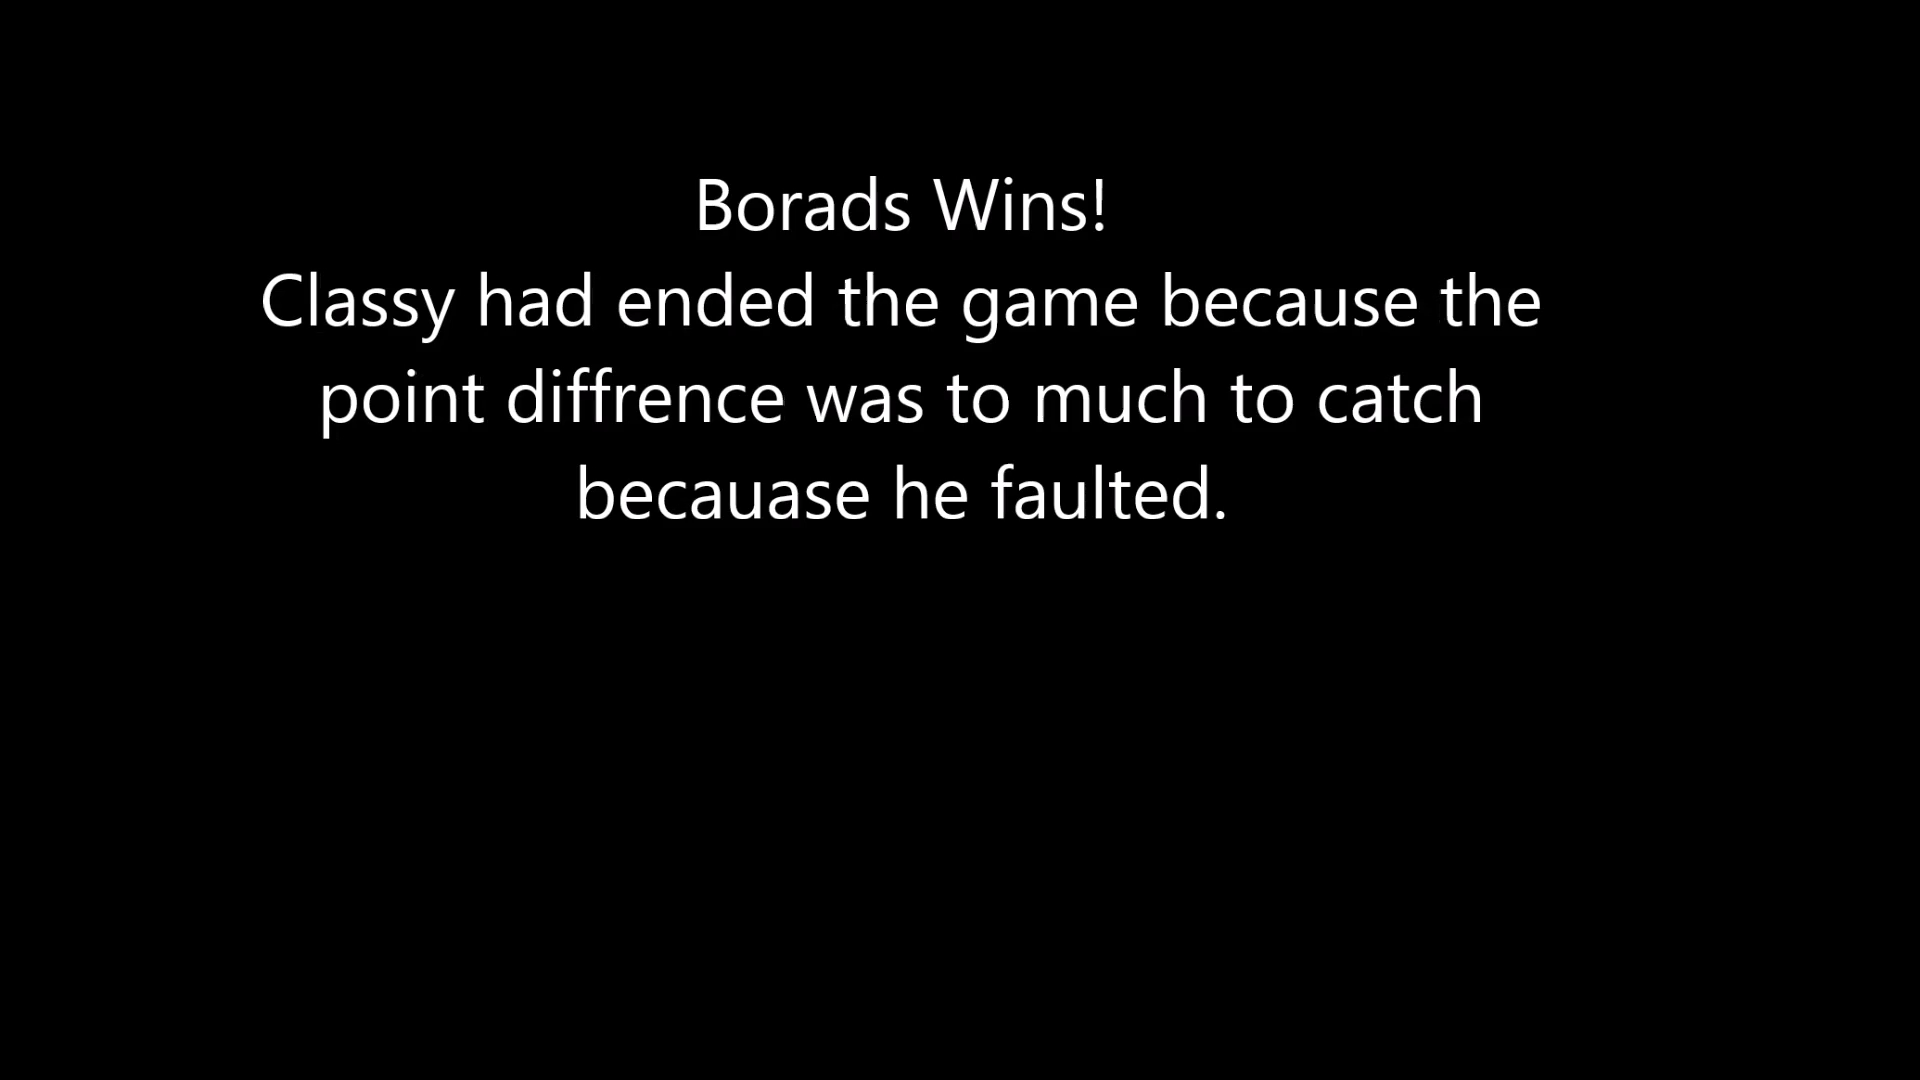 Borads Wins!
Classy had ended the game because the
point diffrence was to much to catch
becauase he faulted.